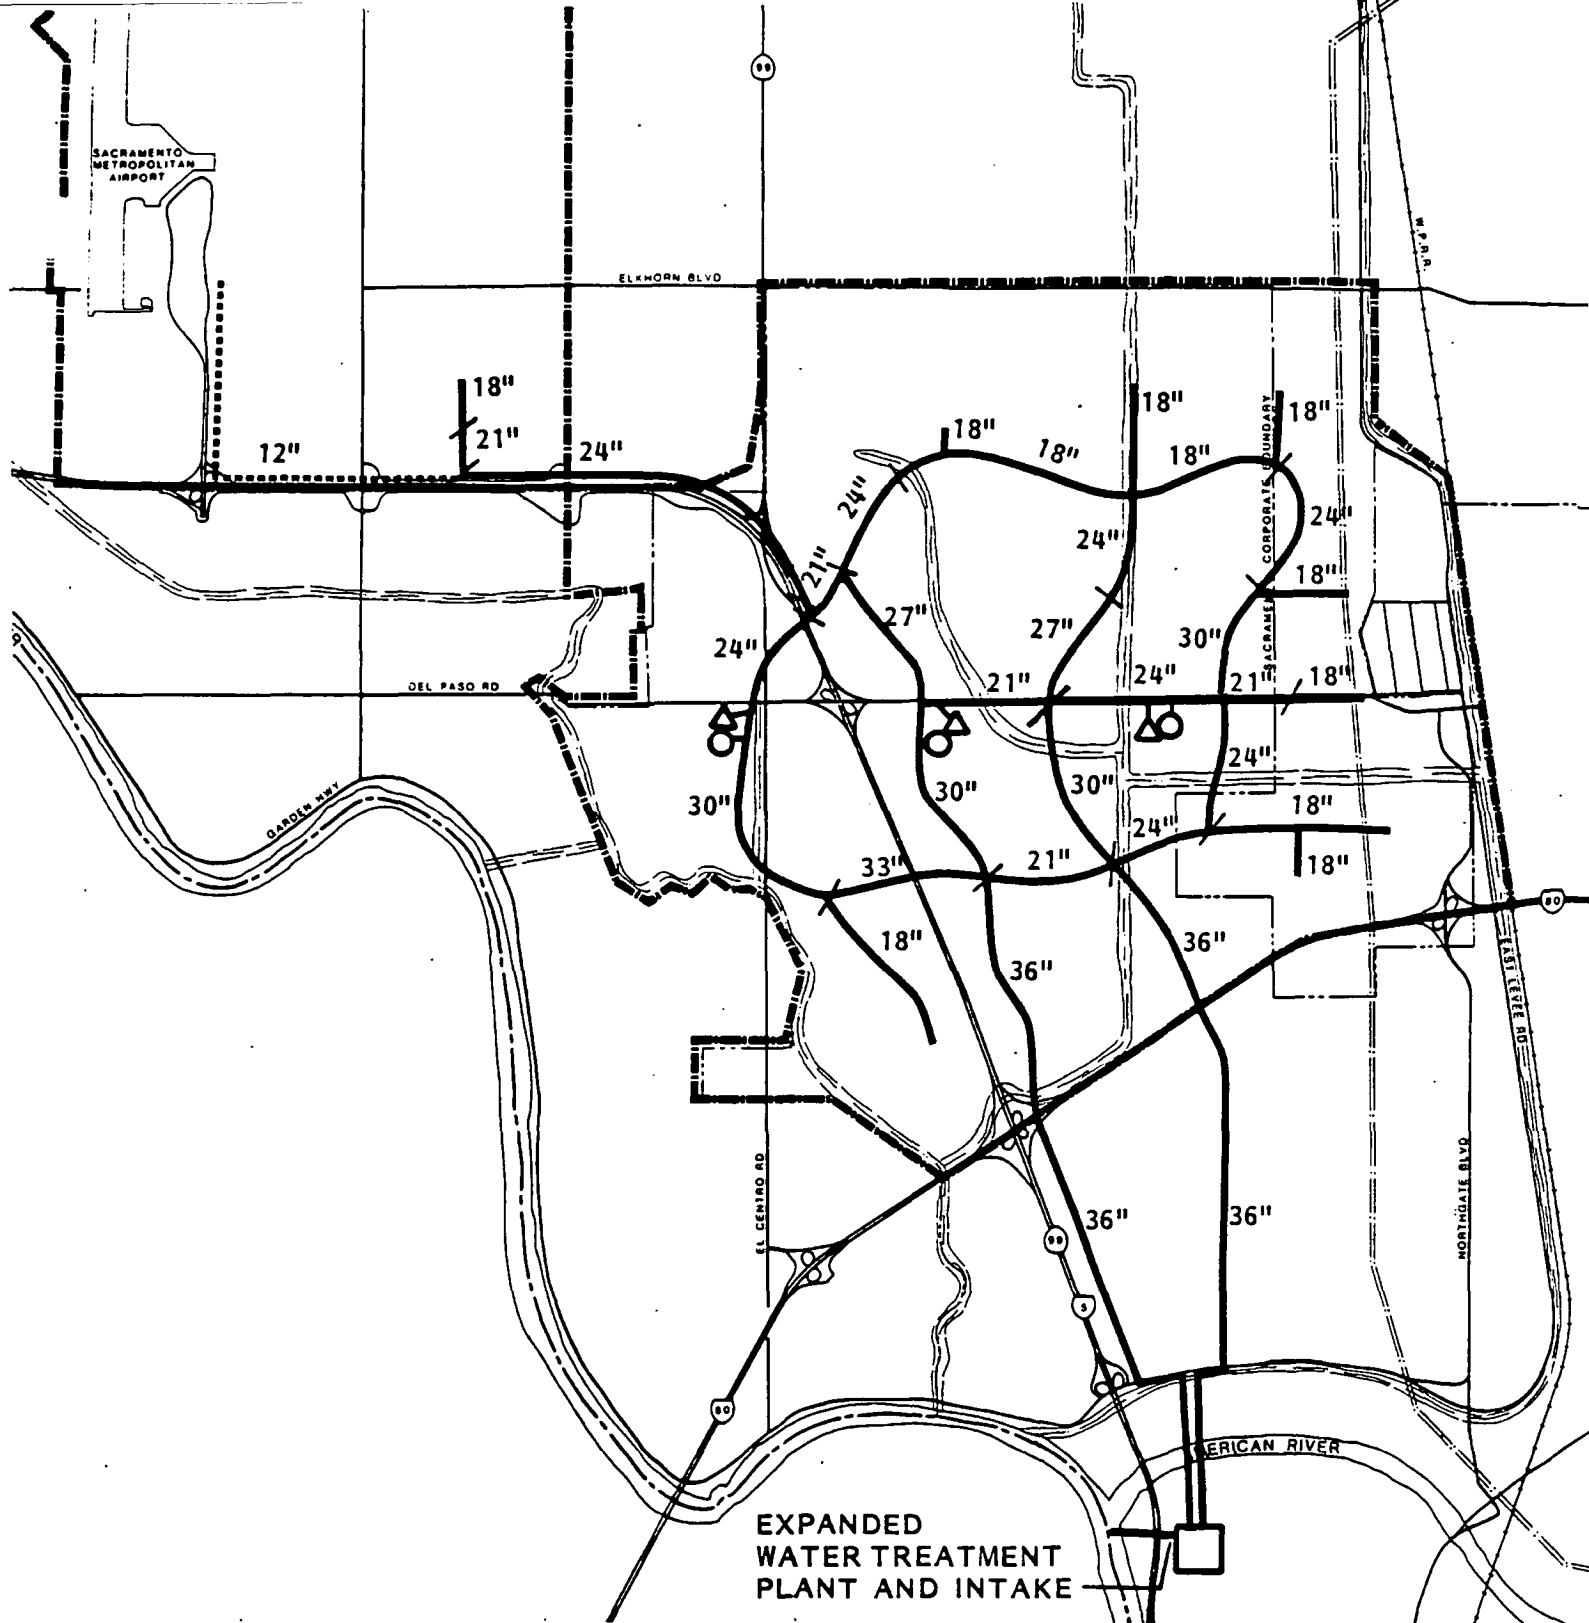 99
SACRAMENTO
METROPOLITAN
AIRPORT
W.P.R.R.
ELKHORN BLVD
18"
21"
12"
24"
18"
18"
18"
18"
18"
CORPORATE BOUNDARY
24"
24"
24"
21"
18"
27"
27"
30"
24"
DEL PASO RD
21"
24"
21"
18"
24"
30"
30"
30"
18"
GARDEN HWY
24"
33"
21"
18"
80
18"
36"
36"
EAST LEVEE RD
EL CENTRO RD
NORTHGATE BLVD
36"
36"
99
5
80
ERICAN RIVER
EXPANDED
WATER TREATMENT
PLANT AND INTAKE